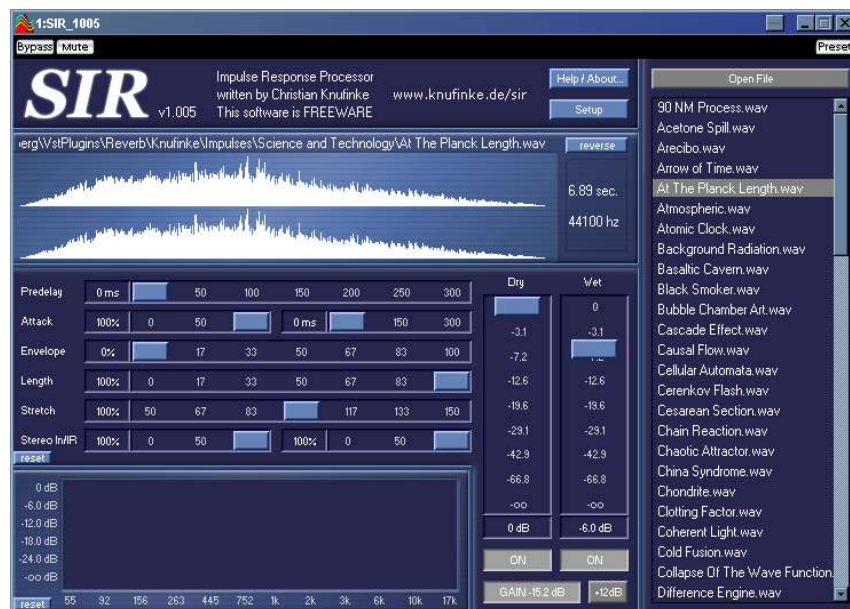 1:SIR_1005
Bypass Mute Preset
SIR v1.005
Impulse Response Processor
written by Christian Knufinke www.knufinke.de/sir
This software is FREEWARE
Help / About...
Setup
erg\VstPlugins\Reverb\Knufinke\Impulses\Science and Technology\At The Planck Length.wav
reverse
6.89 sec.
44100 hz
Predelay 0 ms 50 100 150 200 250 300
Attack 100% 0 50 0 ms 150 300
Envelope 0% 17 33 50 67 83 100
Length 100% 0 17 33 50 67 83
Stretch 100% 50 67 83 117 133 150
Stereo In/IR 100% 0 50 100% 0 50
reset
Dry Wet
0
-3.1 -3.1
-7.2
-12.6 -12.6
-19.6 -19.6
-29.1 -29.1
-42.9 -42.9
-66.8 -66.8
-oo -oo
0 dB -6.0 dB
ON ON
GAIN -15.2 dB +12dB
0 dB
-6.0 dB
-12.0 dB
-18.0 dB
-24.0 dB
-oo dB
reset 55 92 156 263 445 752 1k 2k 3k 6k 10k 17k
Open File
90 NM Process.wav
Acetone Spill.wav
Arecibo.wav
Arrow of Time.wav
At The Planck Length.wav
Atmospheric.wav
Atomic Clock.wav
Background Radiation.wav
Basaltic Cavern.wav
Black Smoker.wav
Bubble Chamber Art.wav
Cascade Effect.wav
Causal Flow.wav
Cellular Automata.wav
Cerenkov Flash.wav
Cesarean Section.wav
Chain Reaction.wav
Chaotic Attractor.wav
China Syndrome.wav
Chondrite.wav
Clotting Factor.wav
Coherent Light.wav
Cold Fusion.wav
Collapse Of The Wave Function.
Difference Engine.wav